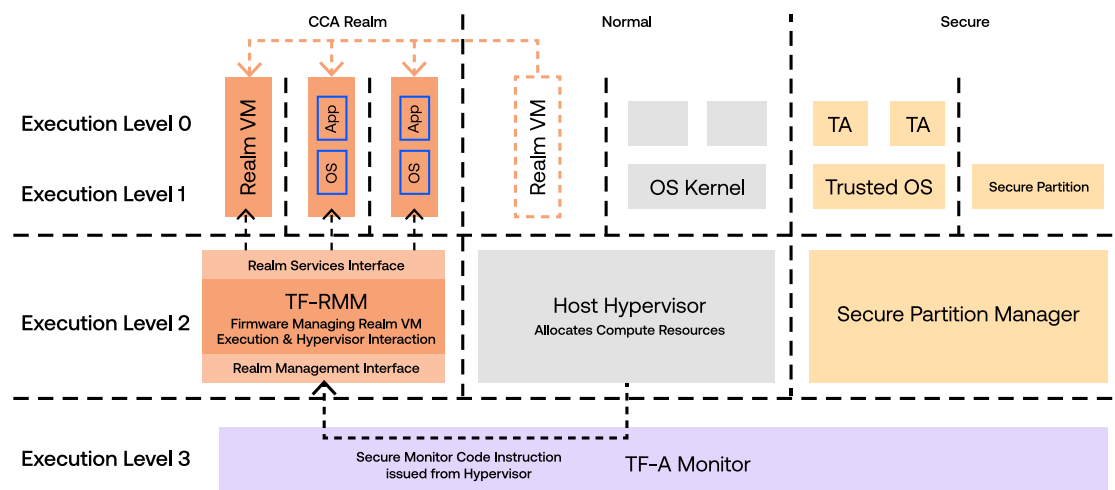 CCA Realm
Normal
Secure
Execution Level 0
Realm VM
App
App
Realm VM
TA
TA
Execution Level 1
OS
OS
OS Kernel
Trusted OS
Secure Partition
Realm Services Interface
Execution Level 2
TF-RMM
Firmware Managing Realm VM
Execution & Hypervisor Interaction
Realm Management Interface
Host Hypervisor
Allocates Compute Resources
Secure Partition Manager
Execution Level 3
Secure Monitor Code Instruction
issued from Hypervisor
TF-A Monitor